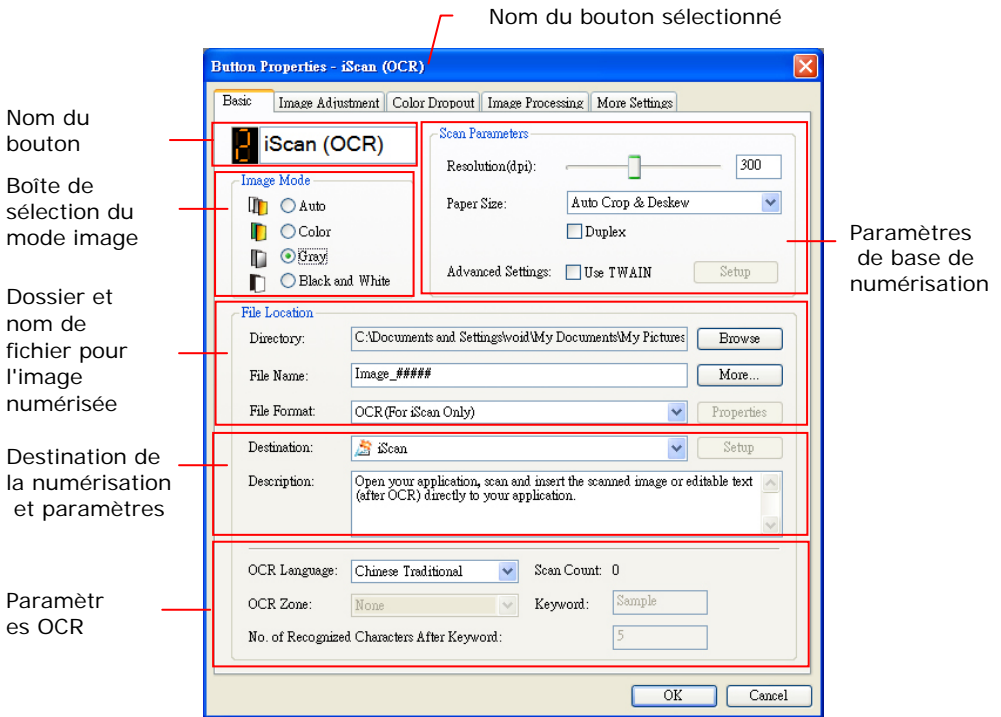 Nom du bouton sélectionné
Button Properties - iScan (OCR)
Basic
Image Adjustment
Color Dropout
Image Processing
More Settings
Nom du
bouton
2 iScan (OCR)
Boîte de
sélection du
mode image
Image Mode
Auto
Color
Gray
Black and White
Scan Parameters
Resolution(dpi): 300
Paper Size: Auto Crop & Deskew
Duplex
Advanced Settings: Use TWAIN Setup
Paramètres
de base de
numérisation
Dossier et
nom de
fichier pour
l'image
numérisée
File Location
Directory: C:\Documents and Settings\void\My Documents\My Pictures Browse
File Name: Image_##### More...
File Format: OCR(For iScan Only) Properties
Destination de
la numérisation
et paramètres
Destination: iScan Setup
Description: Open your application, scan and insert the scanned image or editable text
(after OCR) directly to your application.
Paramètr
es OCR
OCR Language: Chinese Traditional Scan Count: 0
OCR Zone: None Keyword: Sample
No. of Recognized Characters After Keyword: 5
OK Cancel